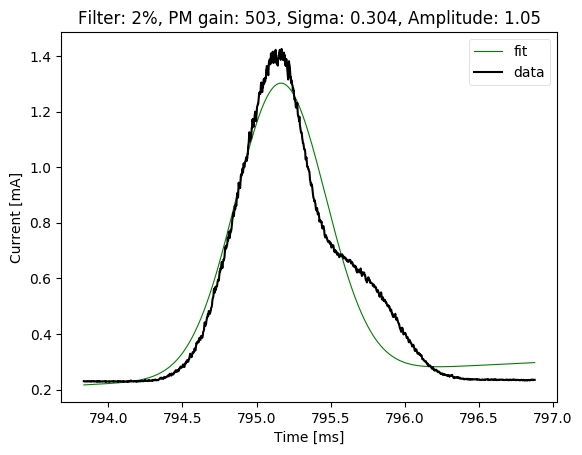 Filter: 2%, PM gain: 503, Sigma: 0.304, Amplitude: 1.05
fit
data
Current [mA]
1.4
1.2
1.0
0.8
0.6
0.4
0.2
794.0 794.5 795.0 795.5 796.0 796.5 797.0
Time [ms]